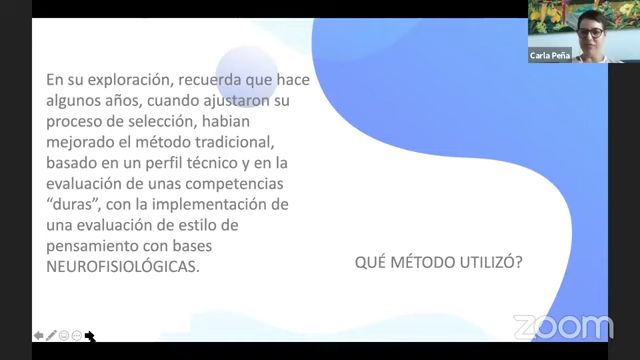 Carla Peña
En su exploración, recuerda que hace
algunos años, cuando ajustaron su
proceso de selección, habian
mejorado el método tradicional,
basado en un perfil técnico y en la
evaluación de unas competencias
“duras”, con la implementación de
una evaluación de estilo de
pensamiento con bases
NEUROFISIOLÓGICAS.
QUÉ MÉTODO UTILIZÓ?
zoom